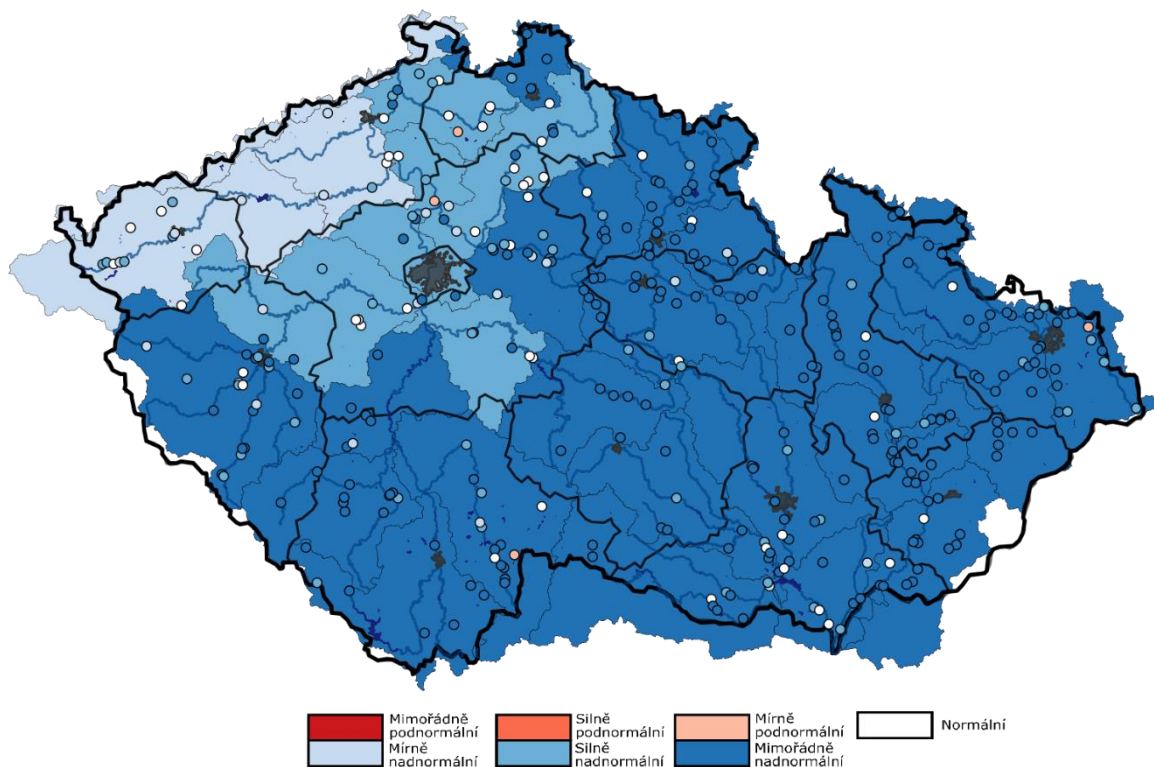 Mimořádně
podnormální
Silně
podnormální
Mírně
podnormální
Normální
Mírně
nadnormální
Silně
nadnormální
Mimořádně
nadnormální